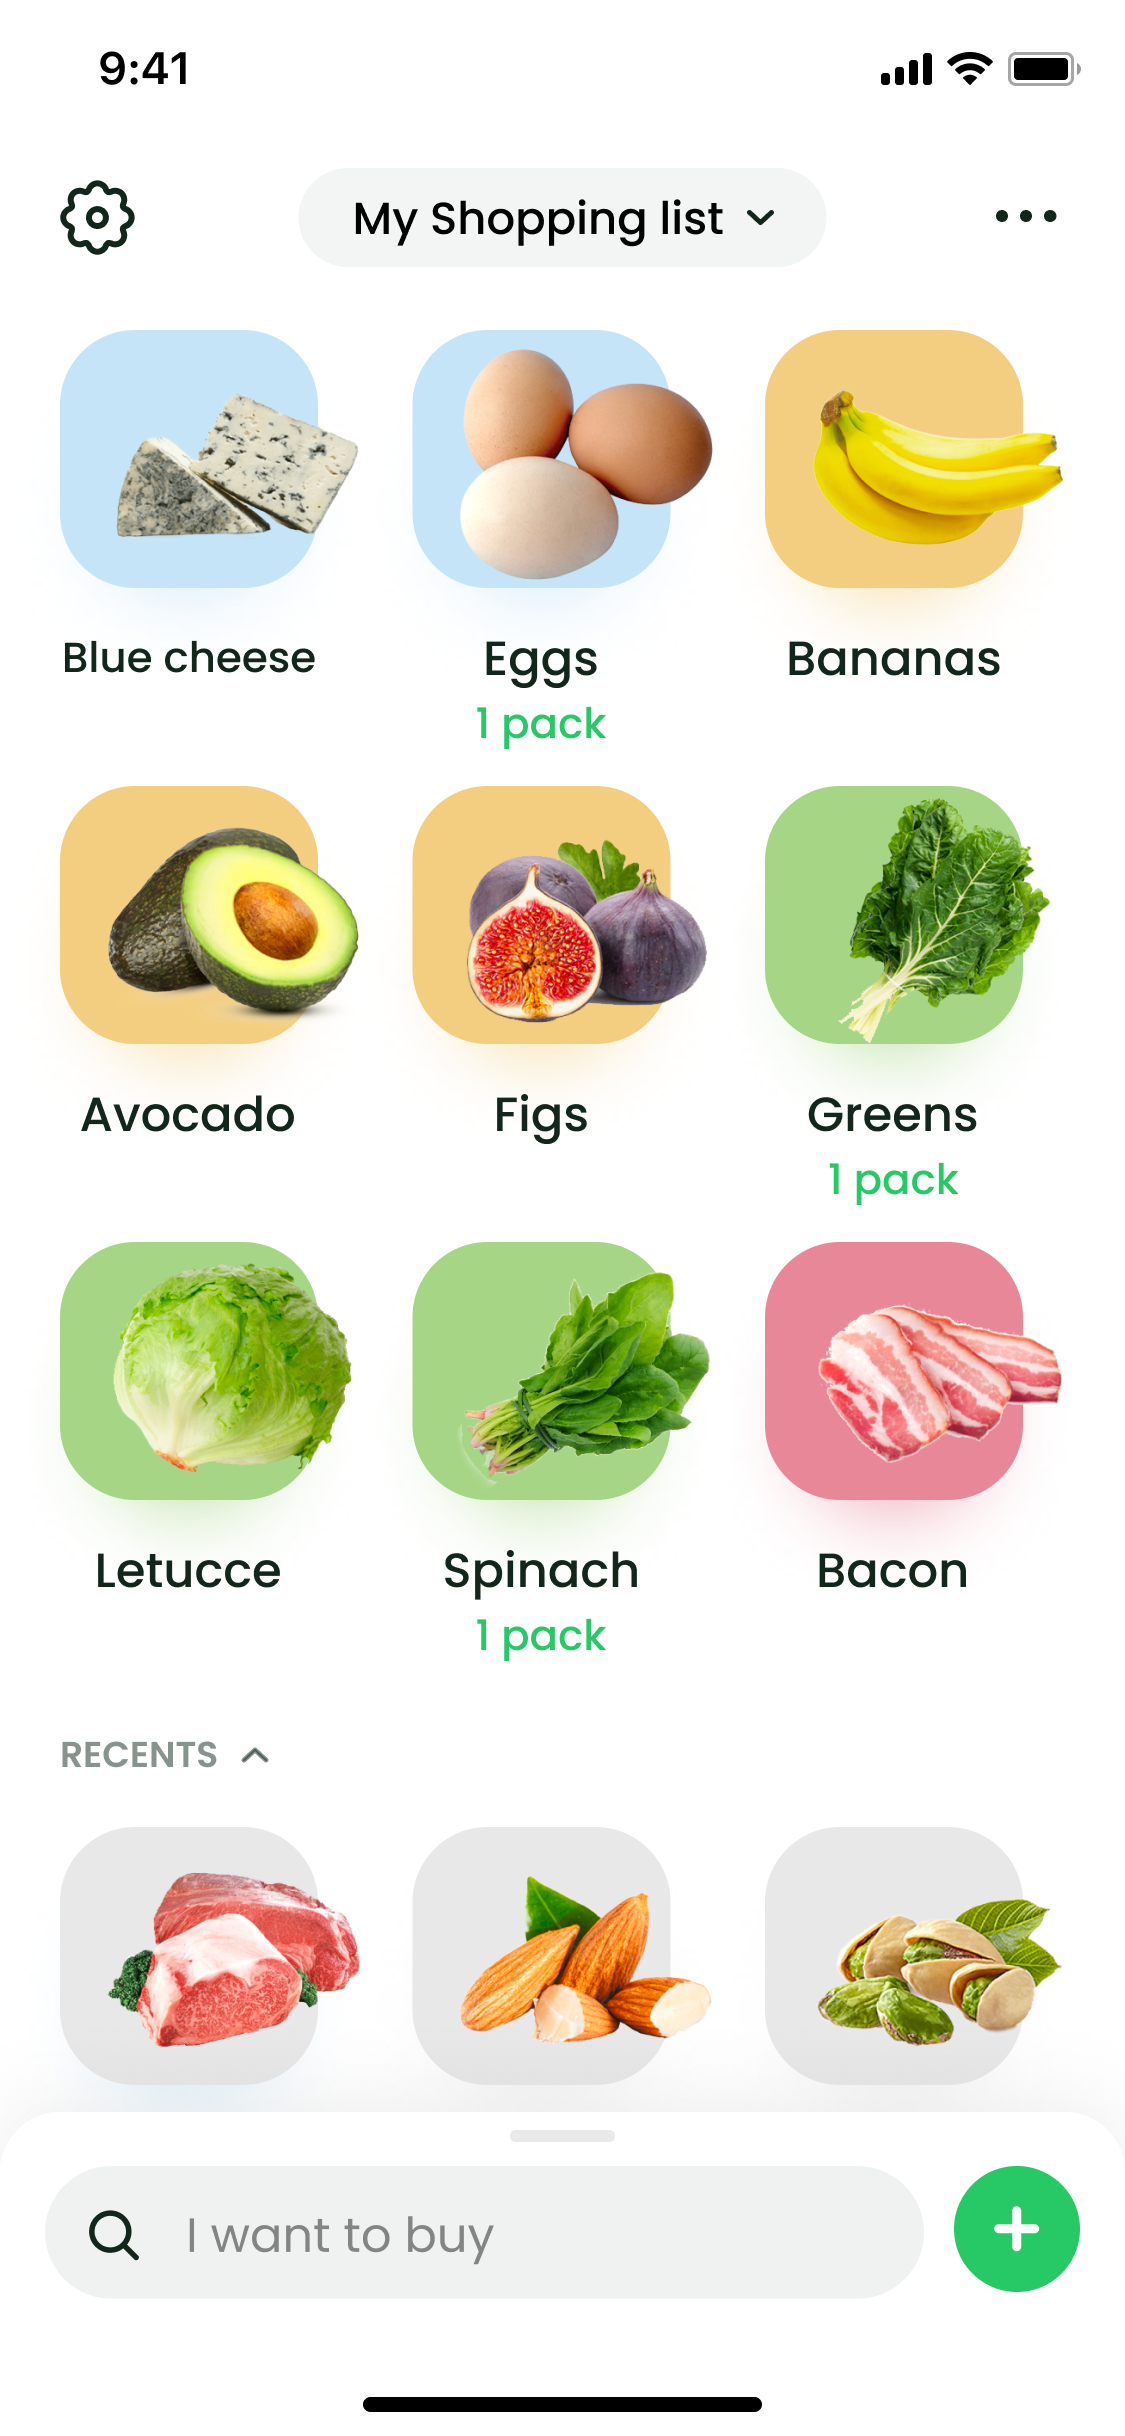 9:41
My Shopping list
Blue cheese
Eggs
1 pack
Bananas
Avocado
Figs
Greens
1 pack
Letucce
Spinach
1 pack
Bacon
RECENTS
I want to buy